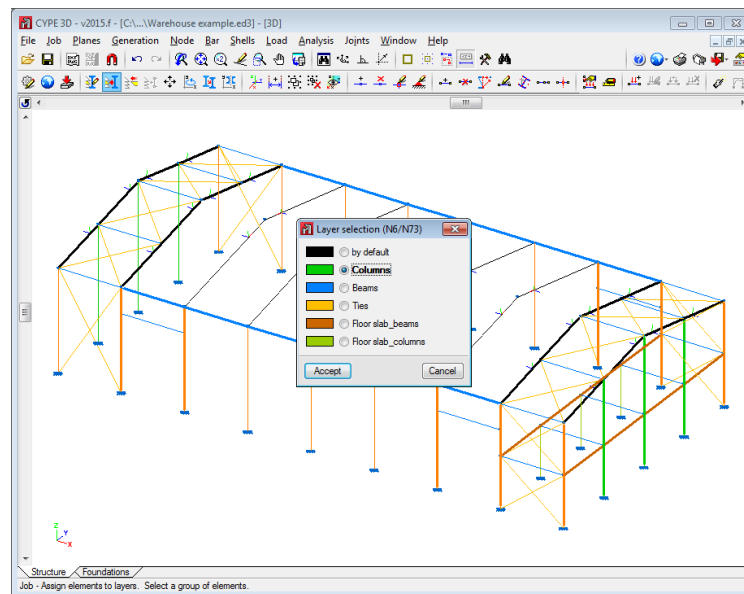 CYPE 3D - v2015.f - [C:\...\Warehouse example.ed3] - [3D]
File Job Planes Generation Node Bar Shells Load Analysis Joints Window Help
Layer selection (N6/N73)
by default
Columns
Beams
Ties
Floor slab_beams
Floor slab_columns
Accept Cancel
Z
Y
X
Structure Foundations
Job - Assign elements to layers. Select a group of elements.